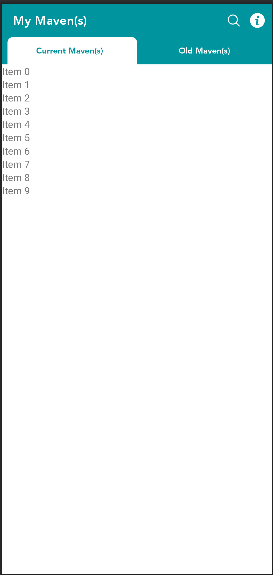 My Maven(s)
Current Maven(s)
Old Maven(s)
Item 0
Item 1
Item 2
Item 3
Item 4
Item 5
Item 6
Item 7
Item 8
Item 9